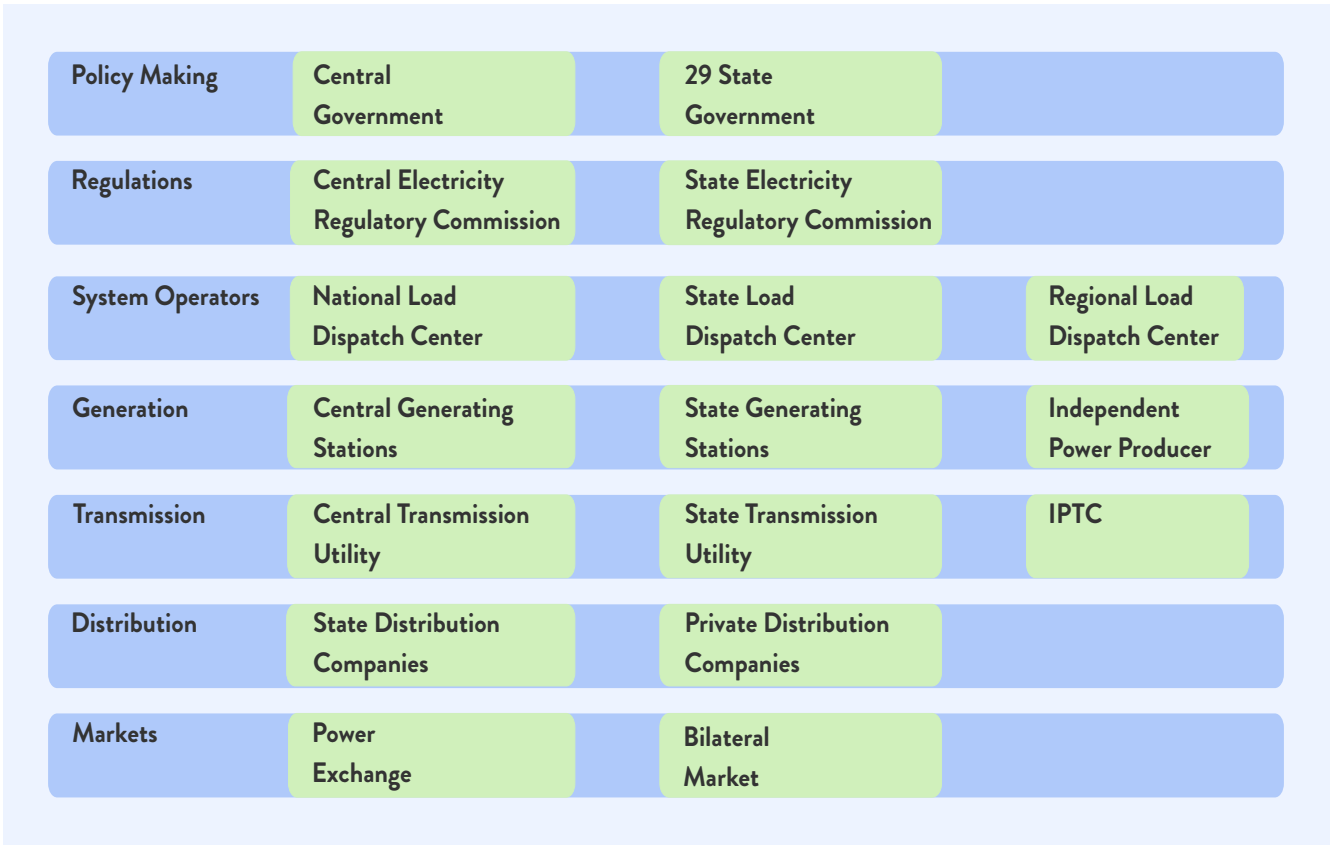 Policy Making
Central
Government
29 State
Government
Regulations
Central Electricity
Regulatory Commission
State Electricity
Regulatory Commission
System Operators
National Load
Dispatch Center
State Load
Dispatch Center
Regional Load
Dispatch Center
Generation
Central Generating
Stations
State Generating
Stations
Independent
Power Producer
Transmission
Central Transmission
Utility
State Transmission
Utility
IPTC
Distribution
State Distribution
Companies
Private Distribution
Companies
Markets
Power
Exchange
Bilateral
Market